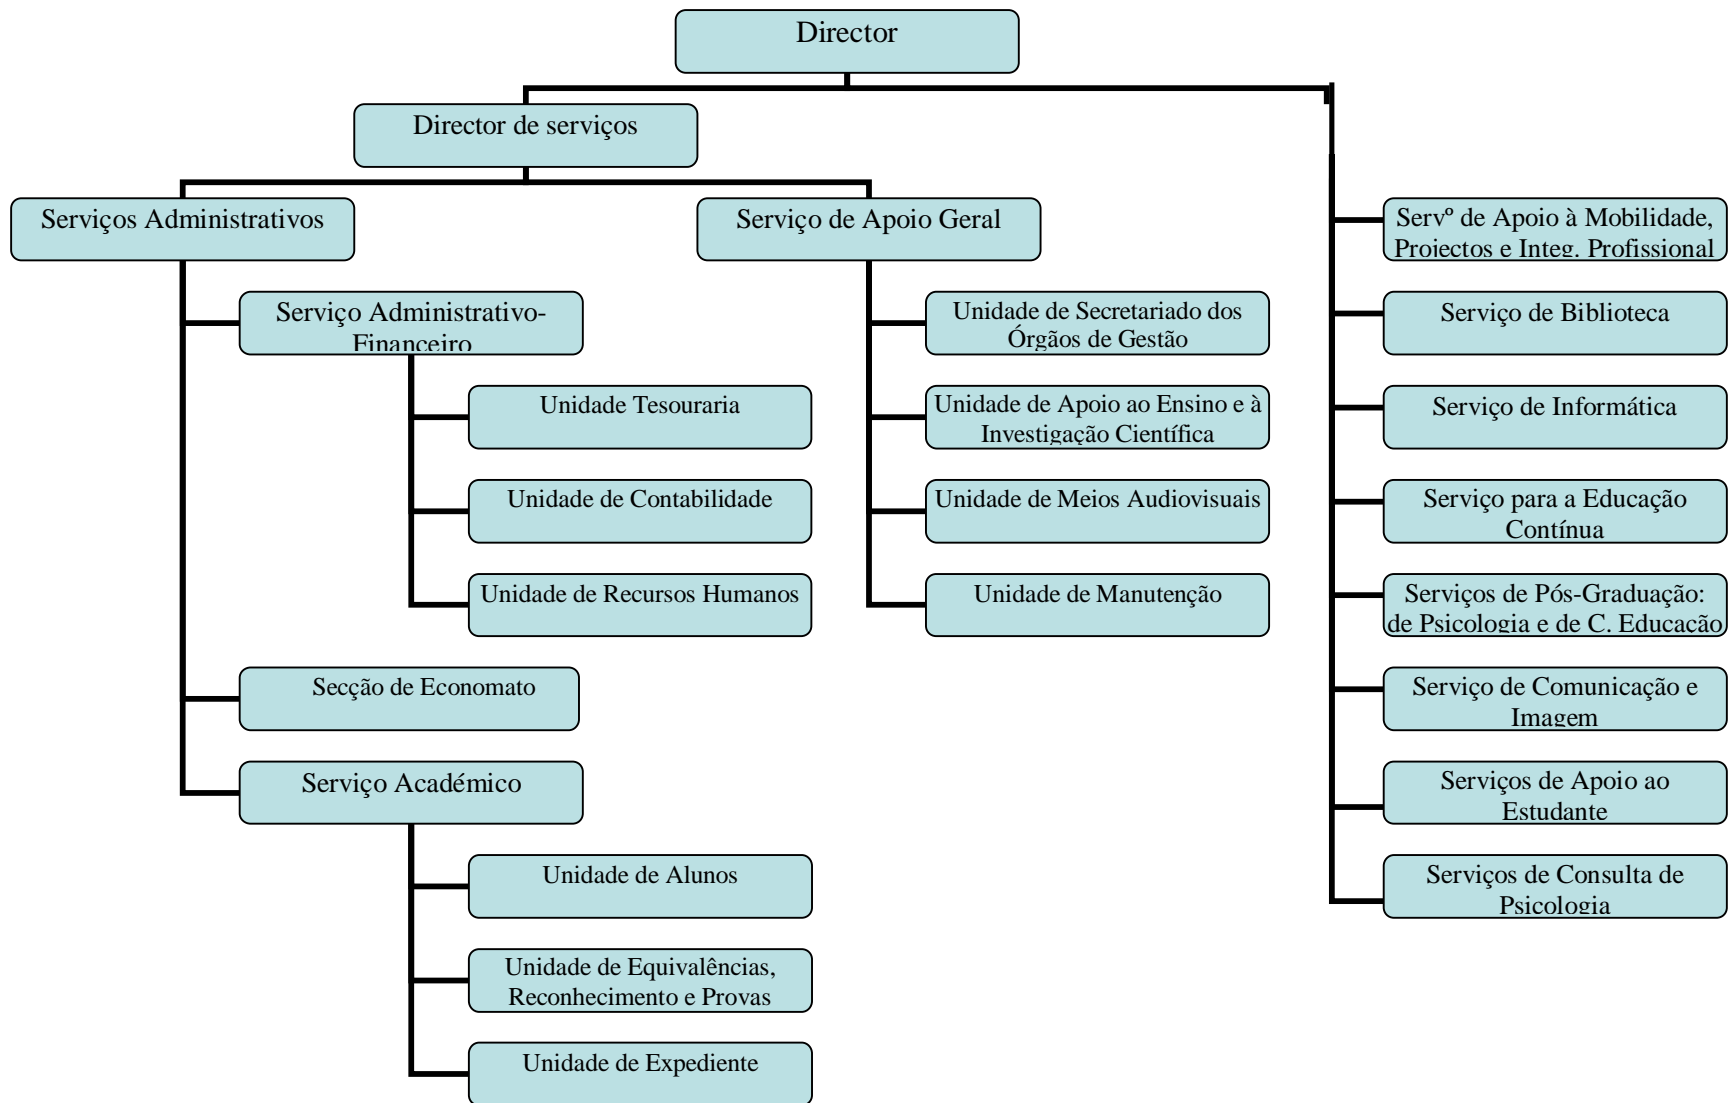 Director
Director de serviços
Serviços Administrativos
Serviço de Apoio Geral
Serviço Administrativo-
Financeiro
Unidade Tesouraria
Unidade de Contabilidade
Unidade de Recursos Humanos
Secção de Economato
Serviço Académico
Unidade de Alunos
Unidade de Equivalências,
Reconhecimento e Provas
Unidade de Expediente
Unidade de Secretariado dos
Órgãos de Gestão
Unidade de Apoio ao Ensino e à
Investigação Científica
Unidade de Meios Audiovisuais
Unidade de Manutenção
Servº de Apoio à Mobilidade,
Projectos e Integ. Profissional
Serviço de Biblioteca
Serviço de Informática
Serviço para a Educação
Contínua
Serviços de Pós-Graduação:
de Psicologia e de C. Educação
Serviço de Comunicação e
Imagem
Serviços de Apoio ao
Estudante
Serviços de Consulta de
Psicologia